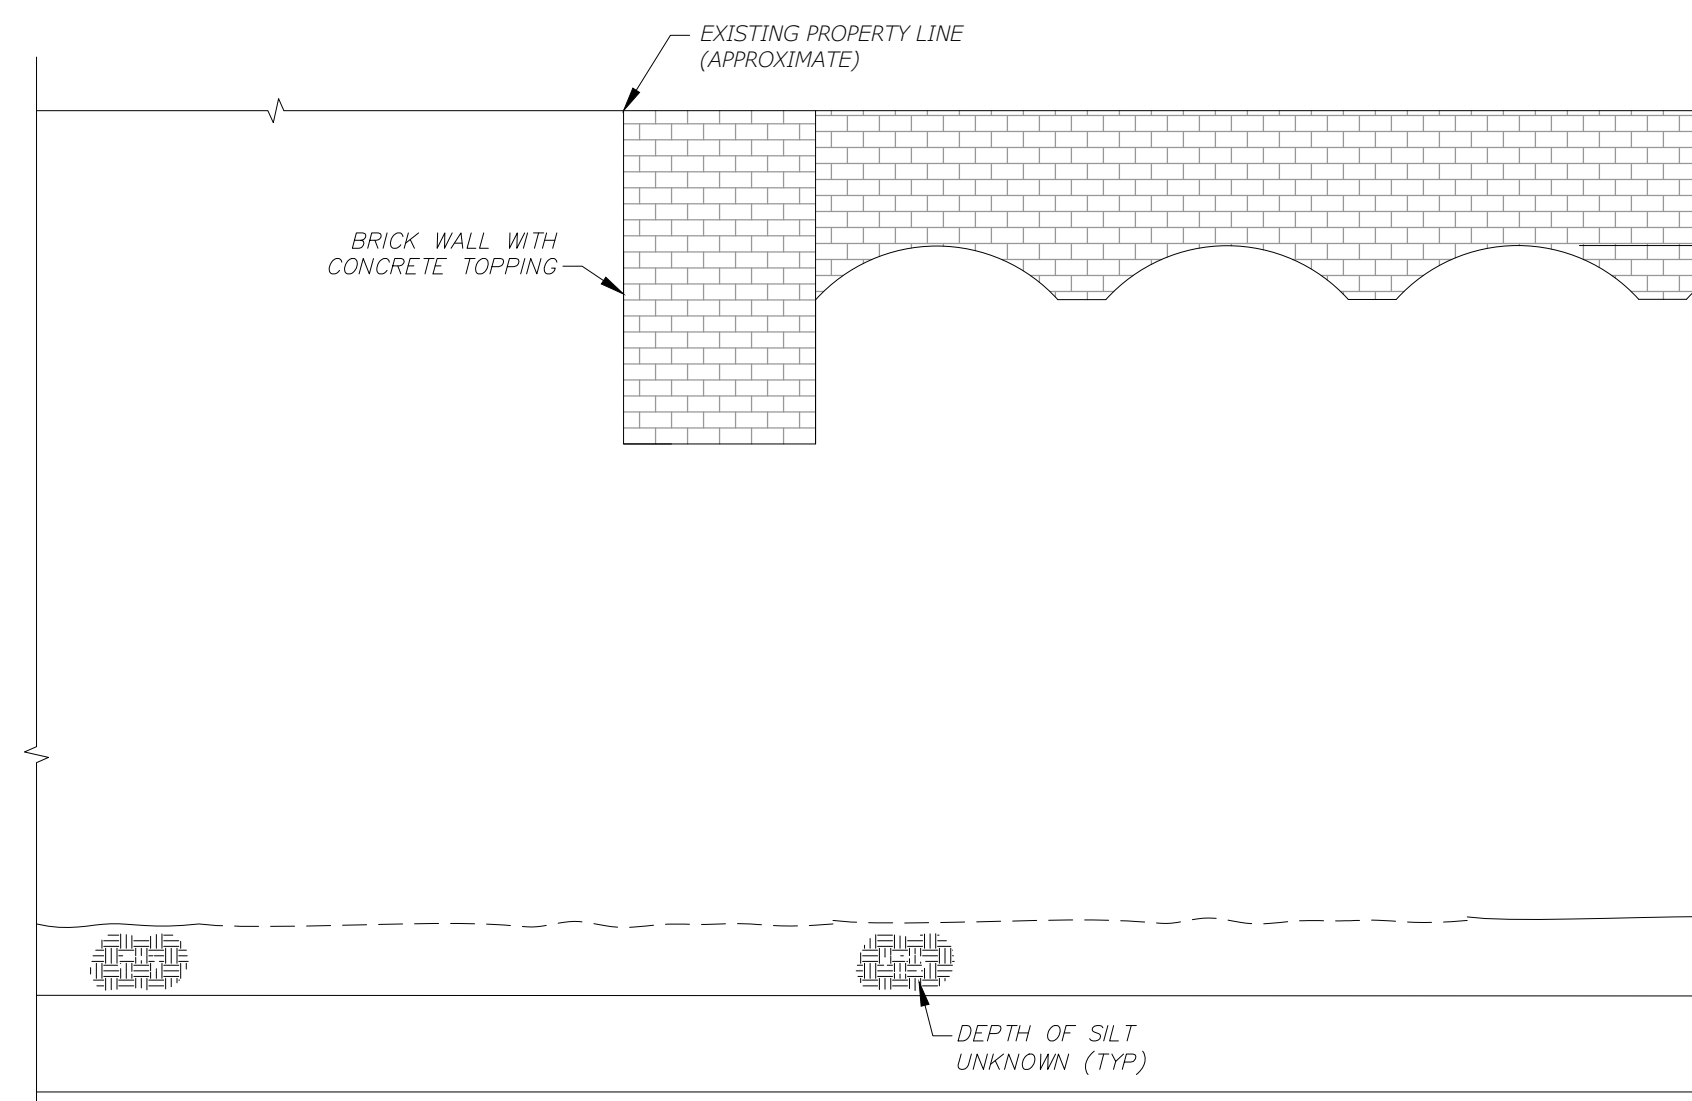 EXISTING PROPERTY LINE
(APPROXIMATE)
BRICK WALL WITH
CONCRETE TOPPING
DEPTH OF SILT
UNKNOWN (TYP)